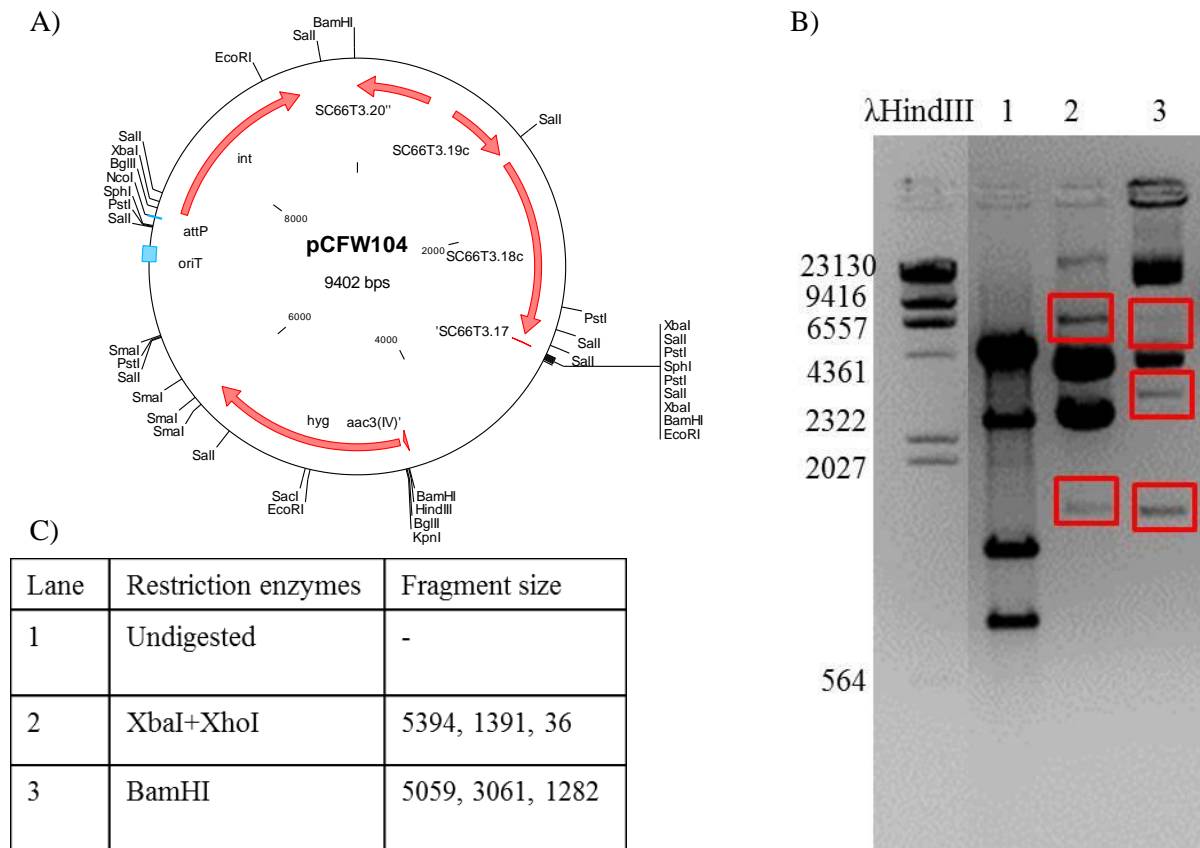 A)
BamHI
SalI
EcoRI
SC66T3.20"
SalI
SC66T3.19c
int
SalI
XbaI
BglII
NcoI
SphI
PstI
SalI
attP
oriT
8000
pCFW104
9402 bps
2000
SC66T3.18c
6000
4000
'SC66T3.17
PstI
SalI
SalI
XbaI
SalI
PstI
SphI
PstI
SalI
XbaI
BamHI
EcoRI
SmaI
PstI
SalI
SmaI
SmaI
SmaI
SalI
hyg
aac3(IV)'
SacI
EcoRI
BamHI
HindIII
BglII
KpnI
B)
λHindIII 1 2 3
23130
9416
6557
4361
2322
2027
564
C)
Lane Restriction enzymes Fragment size
1 Undigested -
2 XbaI+XhoI 5394, 1391, 36
3 BamHI 5059, 3061, 1282